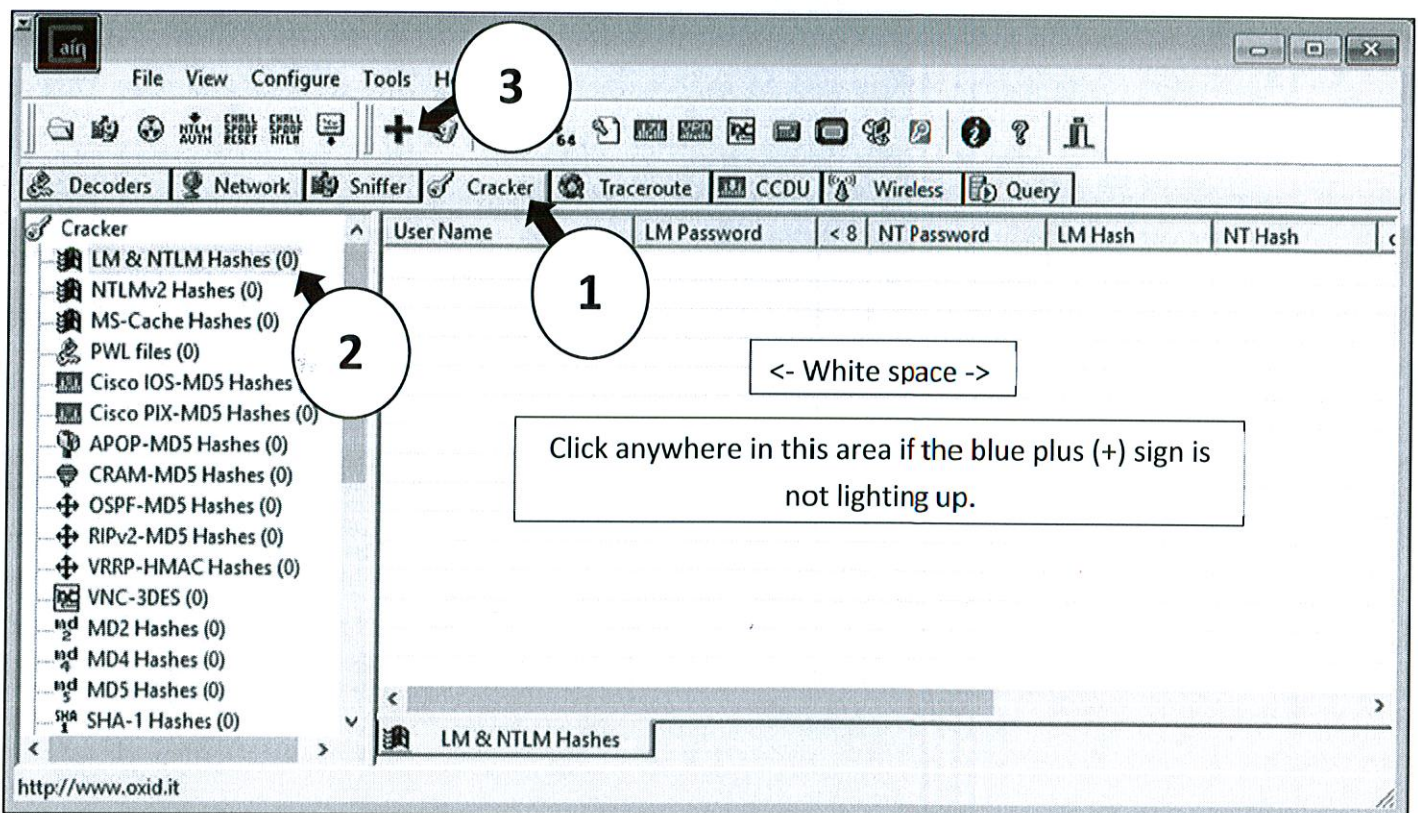 Cain
File View Configure Tools
3
NTLM AUTH CHALL SPOOF RESET CHALL SPOOF NTLM
64
Decoders Network Sniffer Cracker Traceroute CCDU Wireless Query
Cracker
User Name LM Password < 8 NT Password LM Hash NT Hash
LM & NTLM Hashes (0)
NTLMv2 Hashes (0)
MS-Cache Hashes (0)
PWL files (0)
Cisco IOS-MD5 Hashes
Cisco PIX-MD5 Hashes (0)
APOP-MD5 Hashes (0)
CRAM-MD5 Hashes (0)
OSPF-MD5 Hashes (0)
RIPv2-MD5 Hashes (0)
VRRP-HMAC Hashes (0)
VNC-3DES (0)
MD2 Hashes (0)
MD4 Hashes (0)
MD5 Hashes (0)
SHA-1 Hashes (0)
1
2
<- White space ->
Click anywhere in this area if the blue plus (+) sign is
not lighting up.
LM & NTLM Hashes
http://www.oxid.it